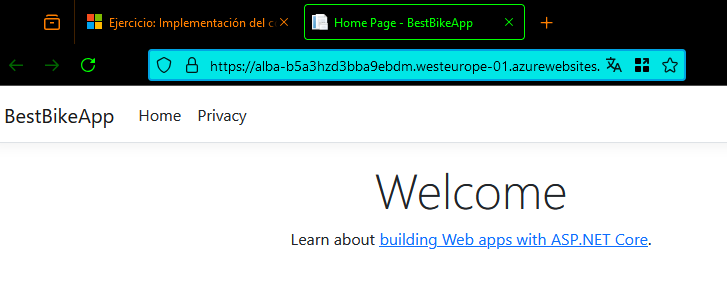 Ejercicio: Implementación del c
Home Page - BestBikeApp
https://alba-b5a3hzd3bba9ebdm.westeurope-01.azurewebsites.
BestBikeApp Home Privacy
Welcome
Learn about building Web apps with ASP.NET Core.